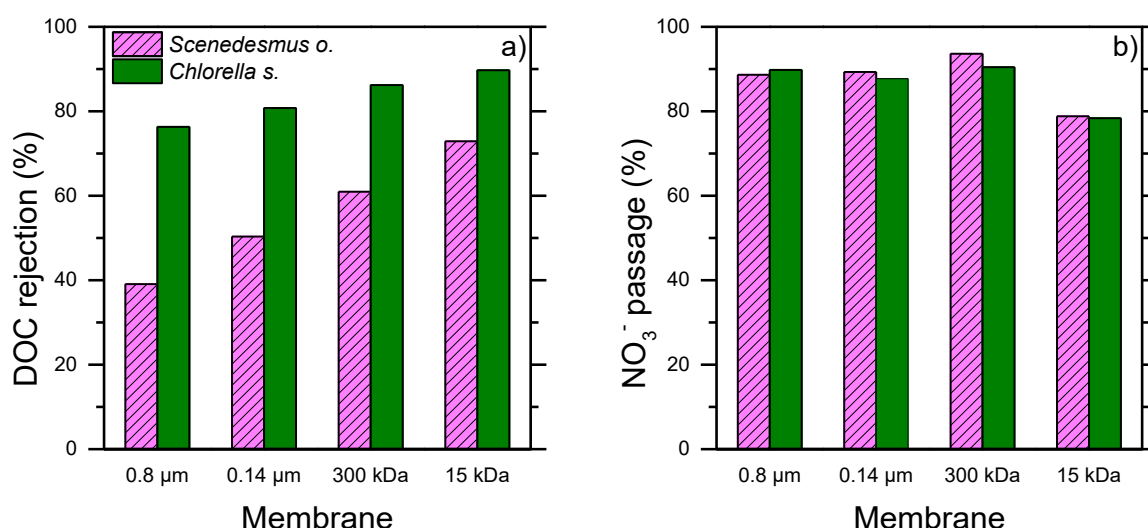 a)
Scenedesmus o.
Chlorella s.
DOC rejection (%)
100
80
60
40
20
0
0.8 µm 0.14 µm 300 kDa 15 kDa
Membrane
b)
NO₃⁻ passage (%)
100
80
60
40
20
0
0.8 µm 0.14 µm 300 kDa 15 kDa
Membrane